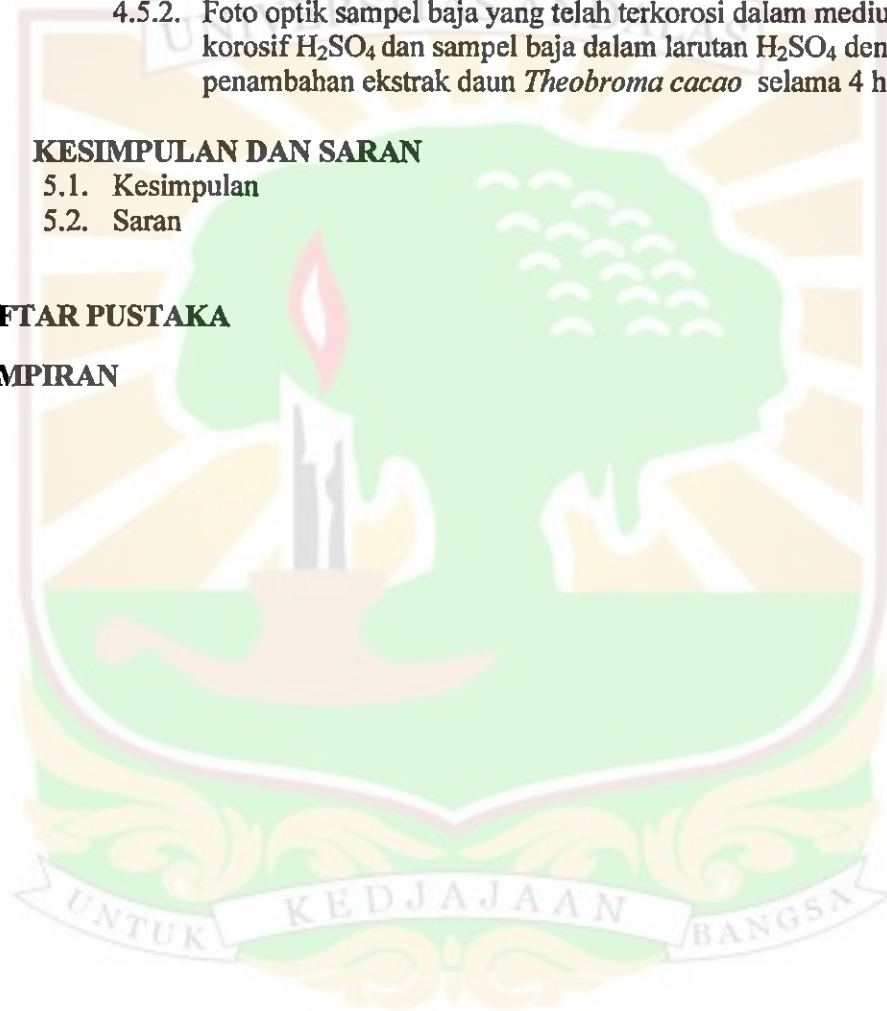 4.5.2. Foto optik sampel baja yang telah terkorosi dalam mediu
korosif H₂SO₄ dan sampel baja dalam larutan H₂SO₄ den
penambahan ekstrak daun Theobroma cacao selama 4 h
KESIMPULAN DAN SARAN
5.1. Kesimpulan
5.2. Saran
FTAR PUSTAKA
MPIRAN
UNTUK KEDJAJAAN BANGSA